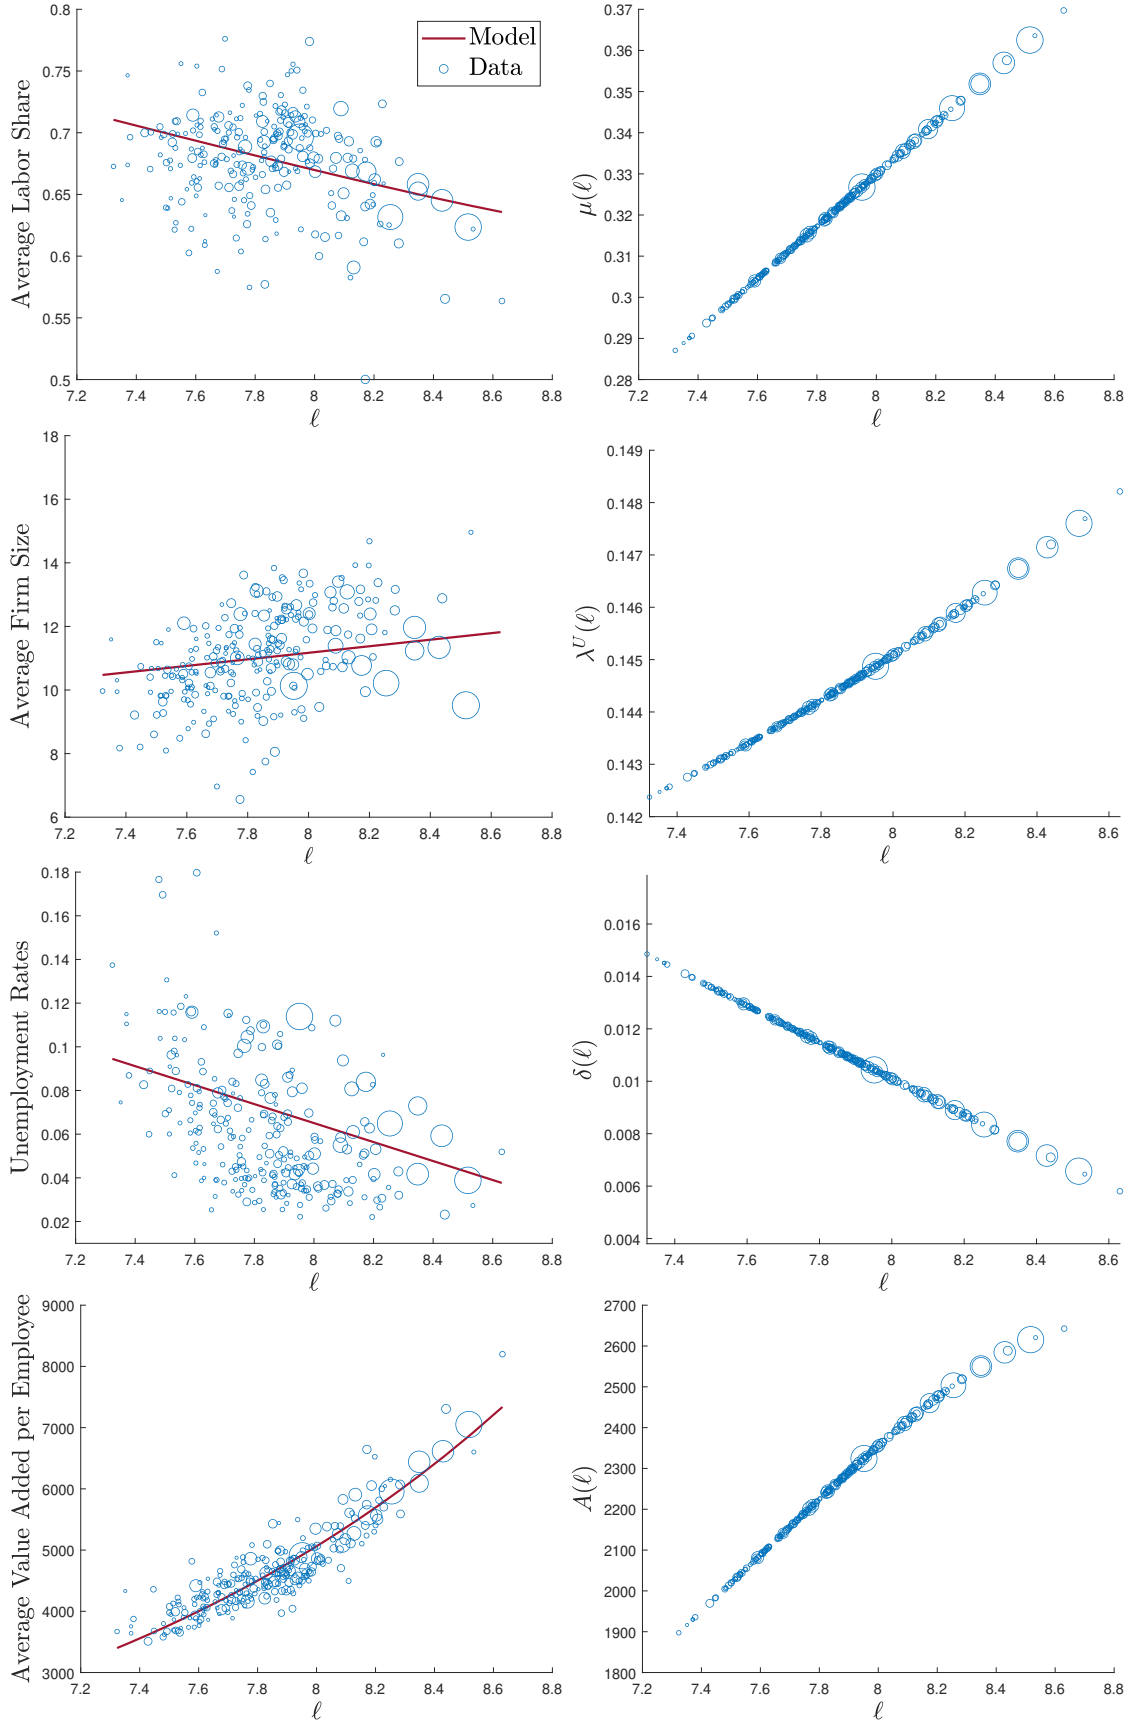 0.8
0.75
0.7
0.65
0.6
0.55
0.5
7.2 7.4 7.6 7.8 8 8.2 8.4 8.6 8.8
ℓ
Average Labor Share
Model
Data
0.37
0.36
0.35
0.34
0.33
0.32
0.31
0.3
0.29
0.28
7.2 7.4 7.6 7.8 8 8.2 8.4 8.6 8.8
ℓ
μ(ℓ)
18
16
14
12
10
8
6
7.2 7.4 7.6 7.8 8 8.2 8.4 8.6 8.8
ℓ
Average Firm Size
0.149
0.148
0.147
0.146
0.145
0.144
0.143
0.142
7.4 7.6 7.8 8 8.2 8.4 8.6
ℓ
λ^U(ℓ)
0.18
0.16
0.14
0.12
0.1
0.08
0.06
0.04
0.02
7.2 7.4 7.6 7.8 8 8.2 8.4 8.6 8.8
ℓ
Unemployment Rates
0.016
0.014
0.012
0.01
0.008
0.006
0.004
7.4 7.6 7.8 8 8.2 8.4 8.6
ℓ
δ(ℓ)
9000
8000
7000
6000
5000
4000
3000
7.2 7.4 7.6 7.8 8 8.2 8.4 8.6 8.8
ℓ
Average Value Added per Employee
2700
2600
2500
2400
2300
2200
2100
2000
1900
1800
7.2 7.4 7.6 7.8 8 8.2 8.4 8.6 8.8
ℓ
A(ℓ)